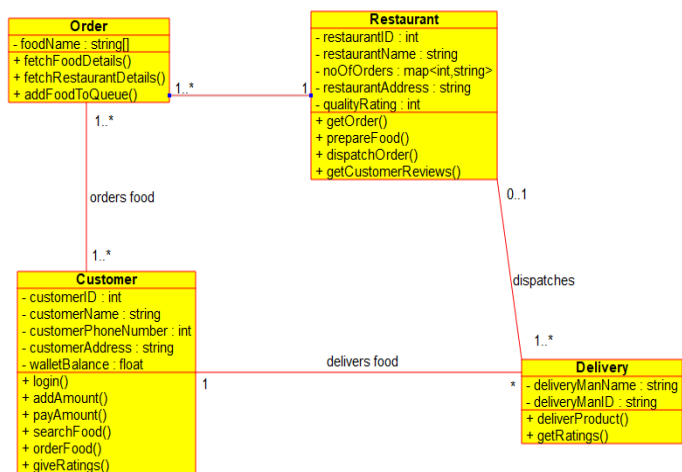 Order
- foodName : string[]
+ fetchFoodDetails()
+ fetchRestaurantDetails()
+ addFoodToQueue()
Restaurant
- restaurantID : int
- restaurantName : string
- noOfOrders : map<int,string>
- restaurantAddress : string
- qualityRating : int
+ getOrder()
+ prepareFood()
+ dispatchOrder()
+ getCustomerReviews()
1..*
1
1..*
orders food
1..*
0..1
dispatches
1..*
Customer
- customerID : int
- customerName : string
- customerPhoneNumber : int
- customerAddress : string
- walletBalance : float
+ login()
+ addAmount()
+ payAmount()
+ searchFood()
+ orderFood()
+ giveRatings()
delivers food
1
*
Delivery
- deliveryManName : string
- deliveryManID : string
+ deliverProduct()
+ getRatings()